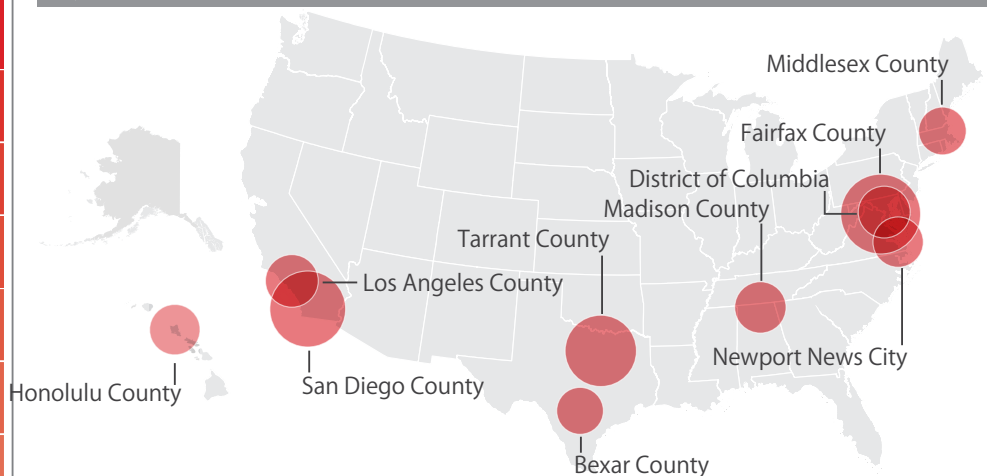 Middlesex County
Fairfax County
District of Columbia
Madison County
Tarrant County
Los Angeles County
Newport News City
San Diego County
Honolulu County
Bexar County